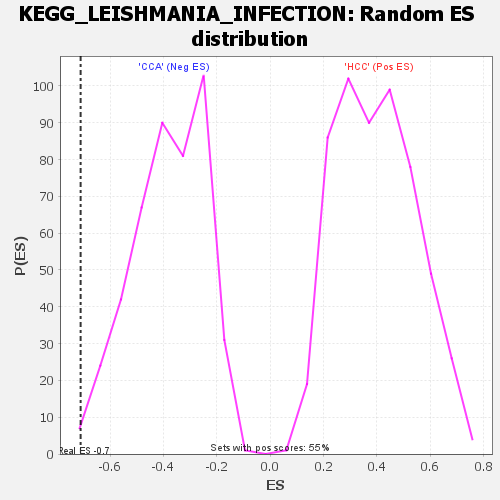 KEGG_LEISHMANIA_INFECTION: Random ES
distribution
'CCA' (Neg ES)
'HCC' (Pos ES)
100
90
80
70
60
50
40
30
20
10
0
P(ES)
Real ES -0.7
Sets with pos scores: 55%
-0.6 -0.4 -0.2 0.0 0.2 0.4 0.6 0.8
ES